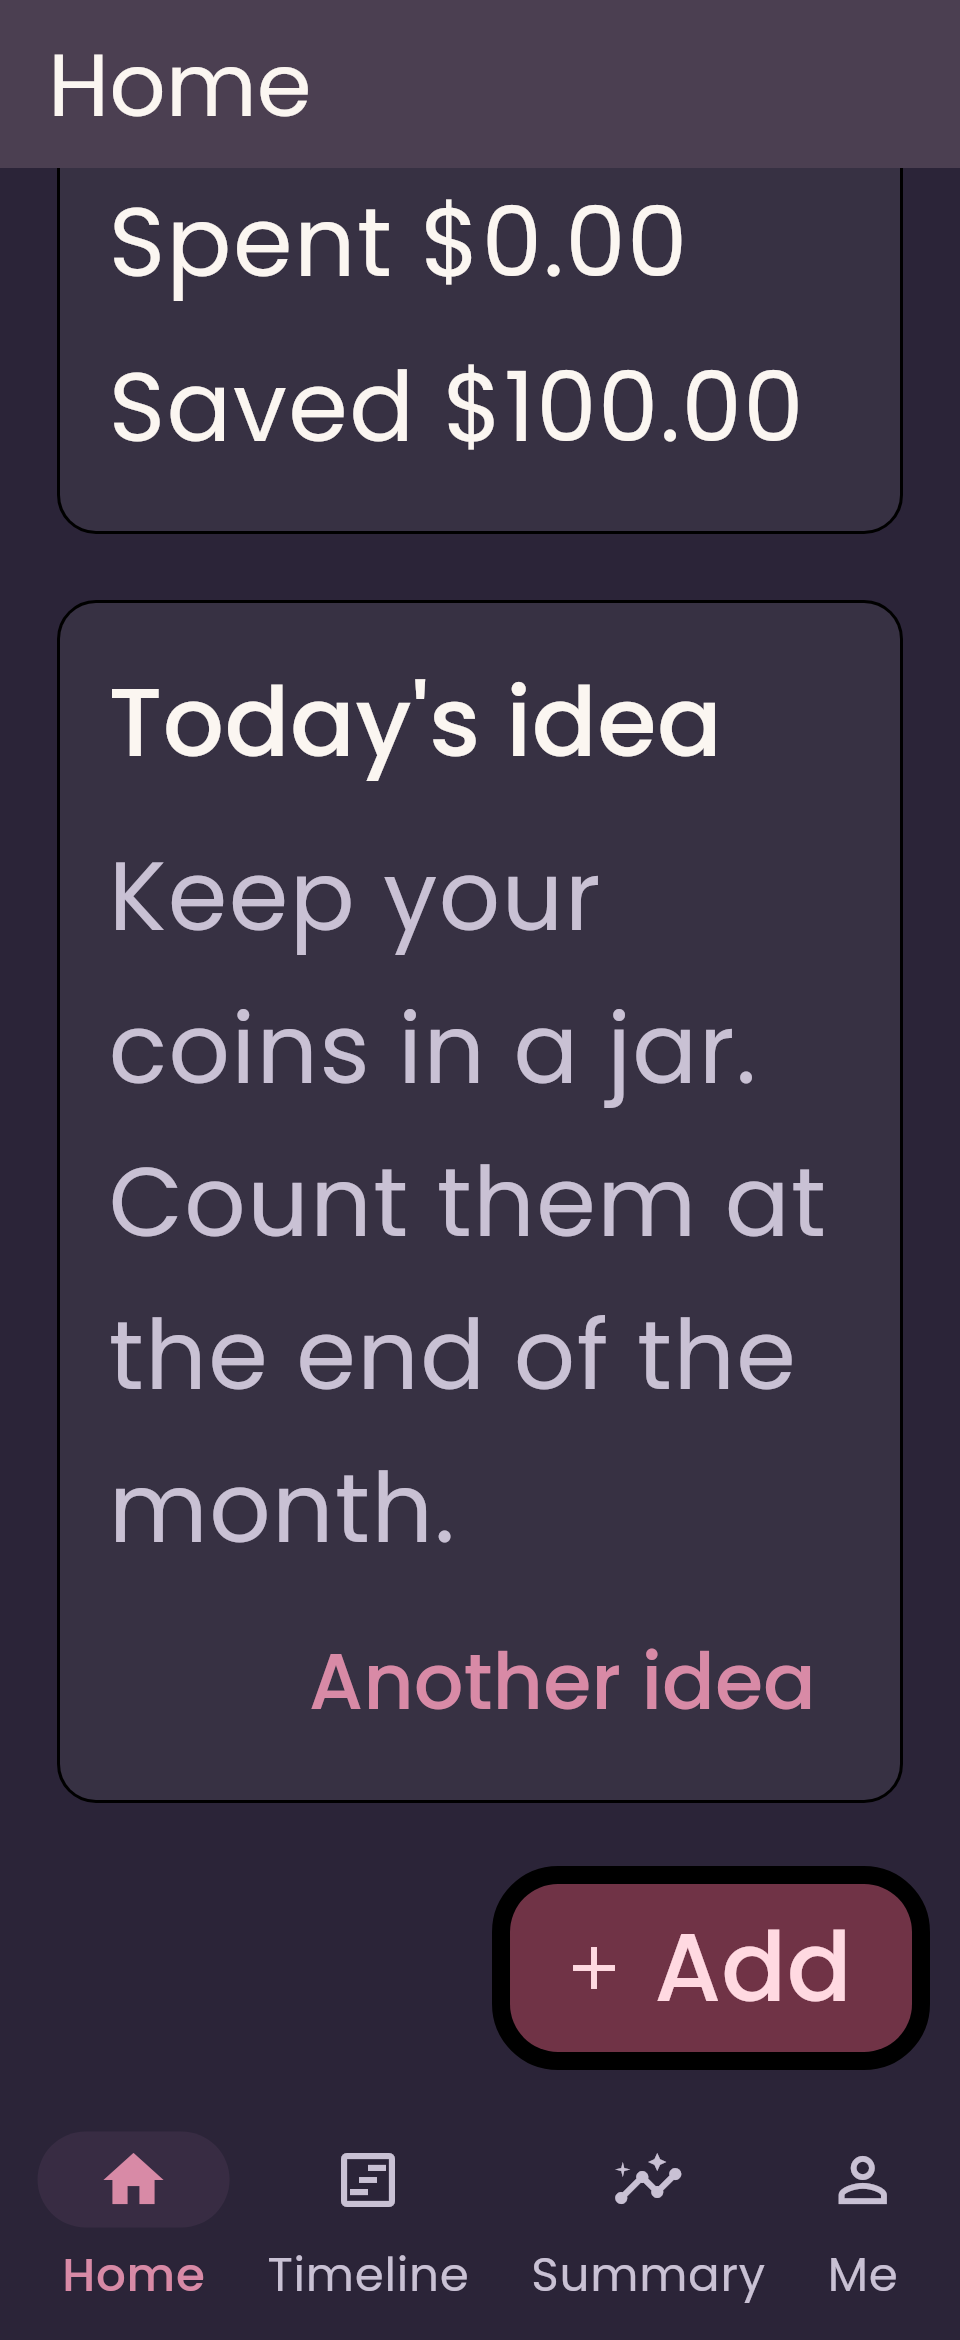 Home
Spent $0.00
Saved $100.00
Today's idea
Keep your
coins in a jar.
Count them at
the end of the
month.
Another idea
+ Add
Home
Timeline
Summary
Me